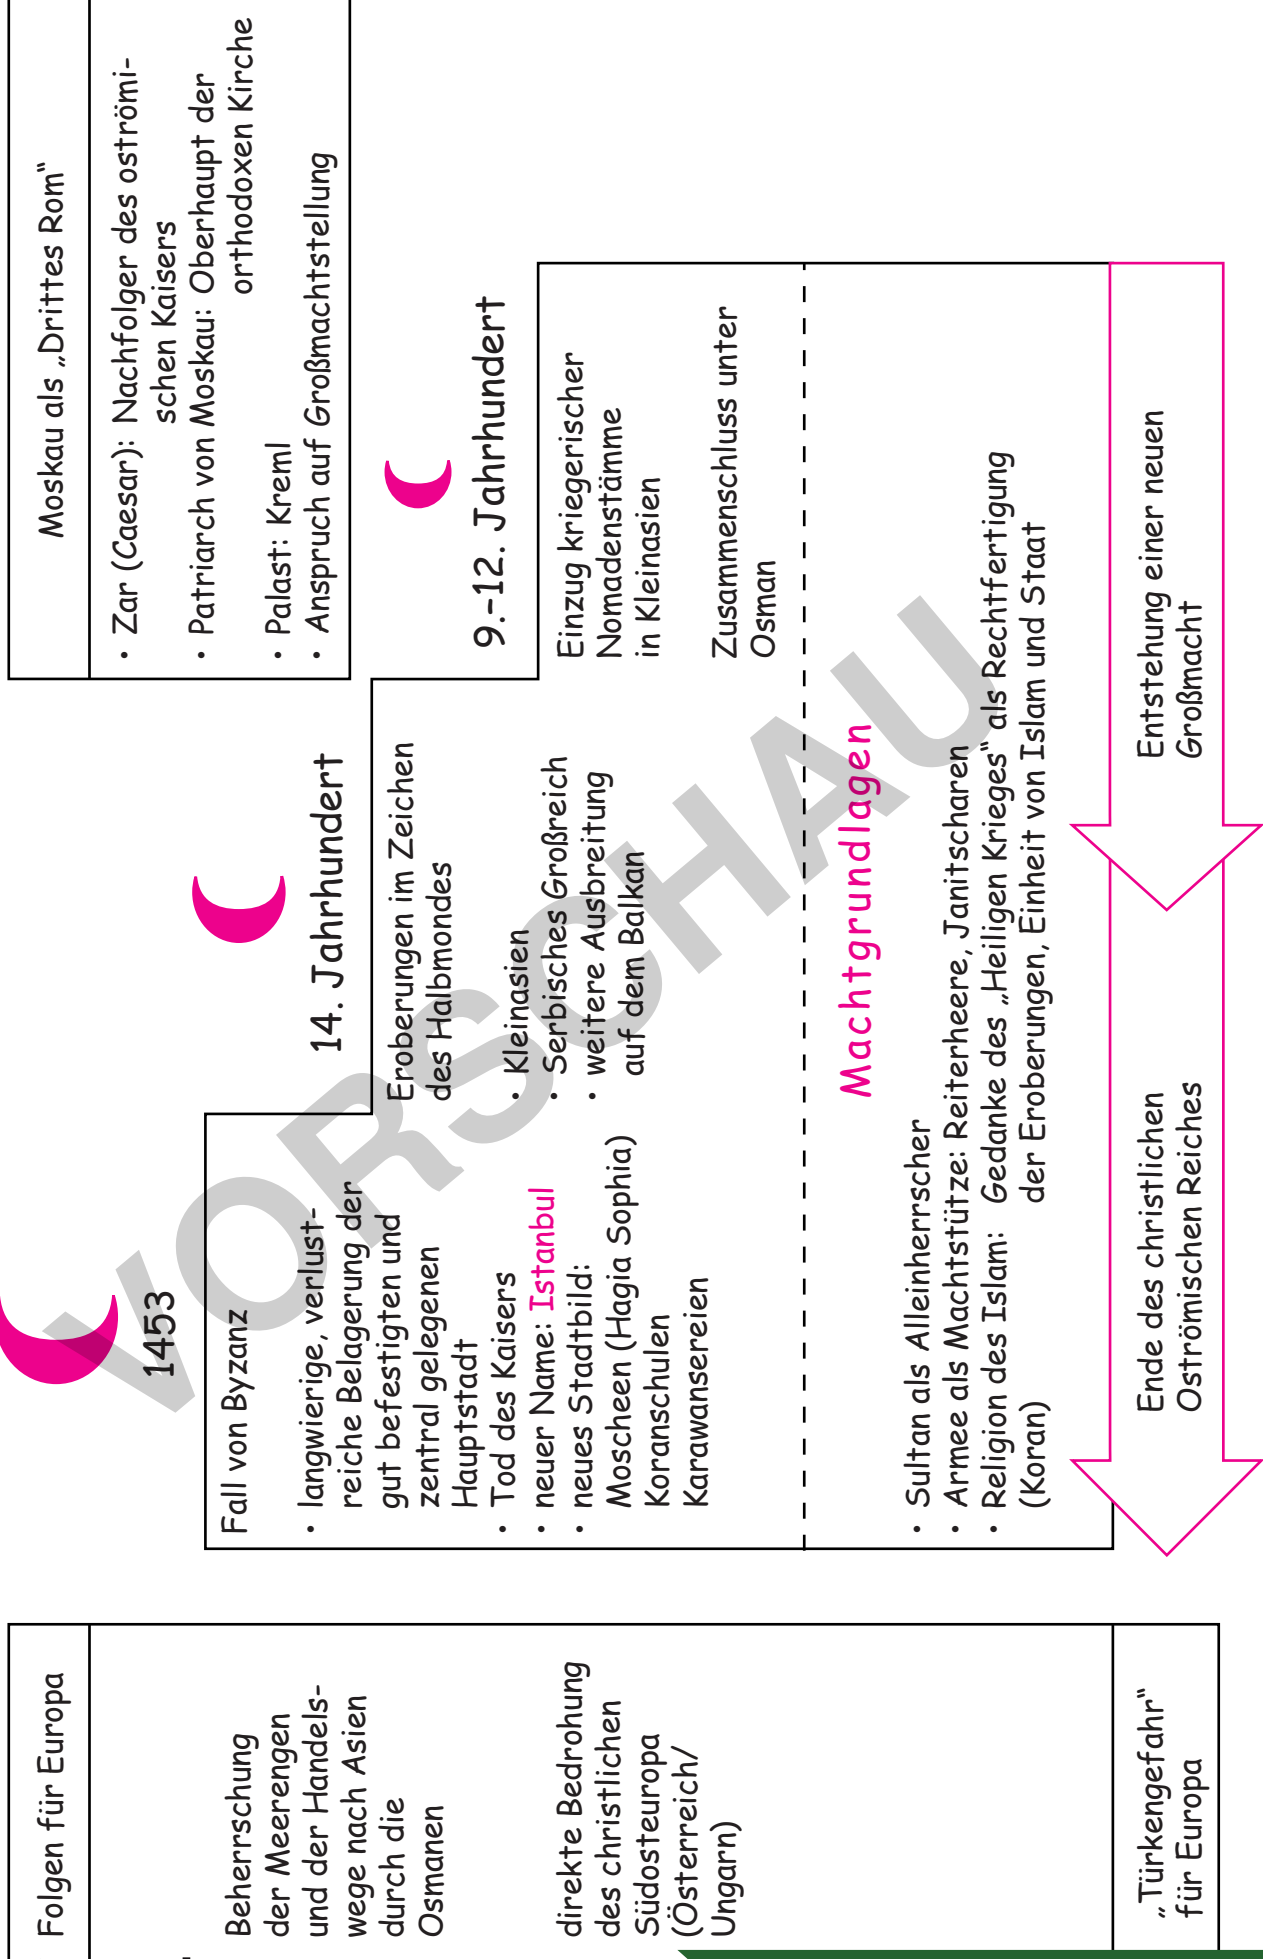 Folgen für Europa
Beherrschung
der Meerengen
und der Handels-
wege nach Asien
durch die
Osmanen
direkte Bedrohung
des christlichen
Südosteuropa
(Österreich/
Ungarn)
„Türkengefahr“
für Europa
1453
Fall von Byzanz
• langwierige, verlust-
reiche Belagerung der
gut befestigten und
zentral gelegenen
Hauptstadt
• Tod des Kaisers
• neuer Name: Istanbul
• neues Stadtbild:
Moscheen (Hagia Sophia)
Koranschulen
Karawansereien
14. Jahrhundert
Eroberungen im Zeichen
des Halbmondes
• Kleinasien
• Serbisches Großreich
• weitere Ausbreitung
auf dem Balkan
9.-12. Jahrhundert
Einzug kriegerischer
Nomadenstämme
in Kleinasien
Zusammenschluss unter
Osman
Machtgrundlagen
• Sultan als Alleinherrscher
• Armee als Machtstütze: Reiterheere, Janitscharen
• Religion des Islam: Gedanke des „Heiligen Krieges“ als Rechtfertigung
(Koran) der Eroberungen, Einheit von Islam und Staat
Ende des christlichen
Oströmischen Reiches
Entstehung einer neuen
Großmacht
Moskau als „Drittes Rom“
• Zar (Caesar): Nachfolger des oströmi-
schen Kaisers
• Patriarch von Moskau: Oberhaupt der
orthodoxen Kirche
• Palast: Kreml
• Anspruch auf Großmachtstellung
VORSCHAU